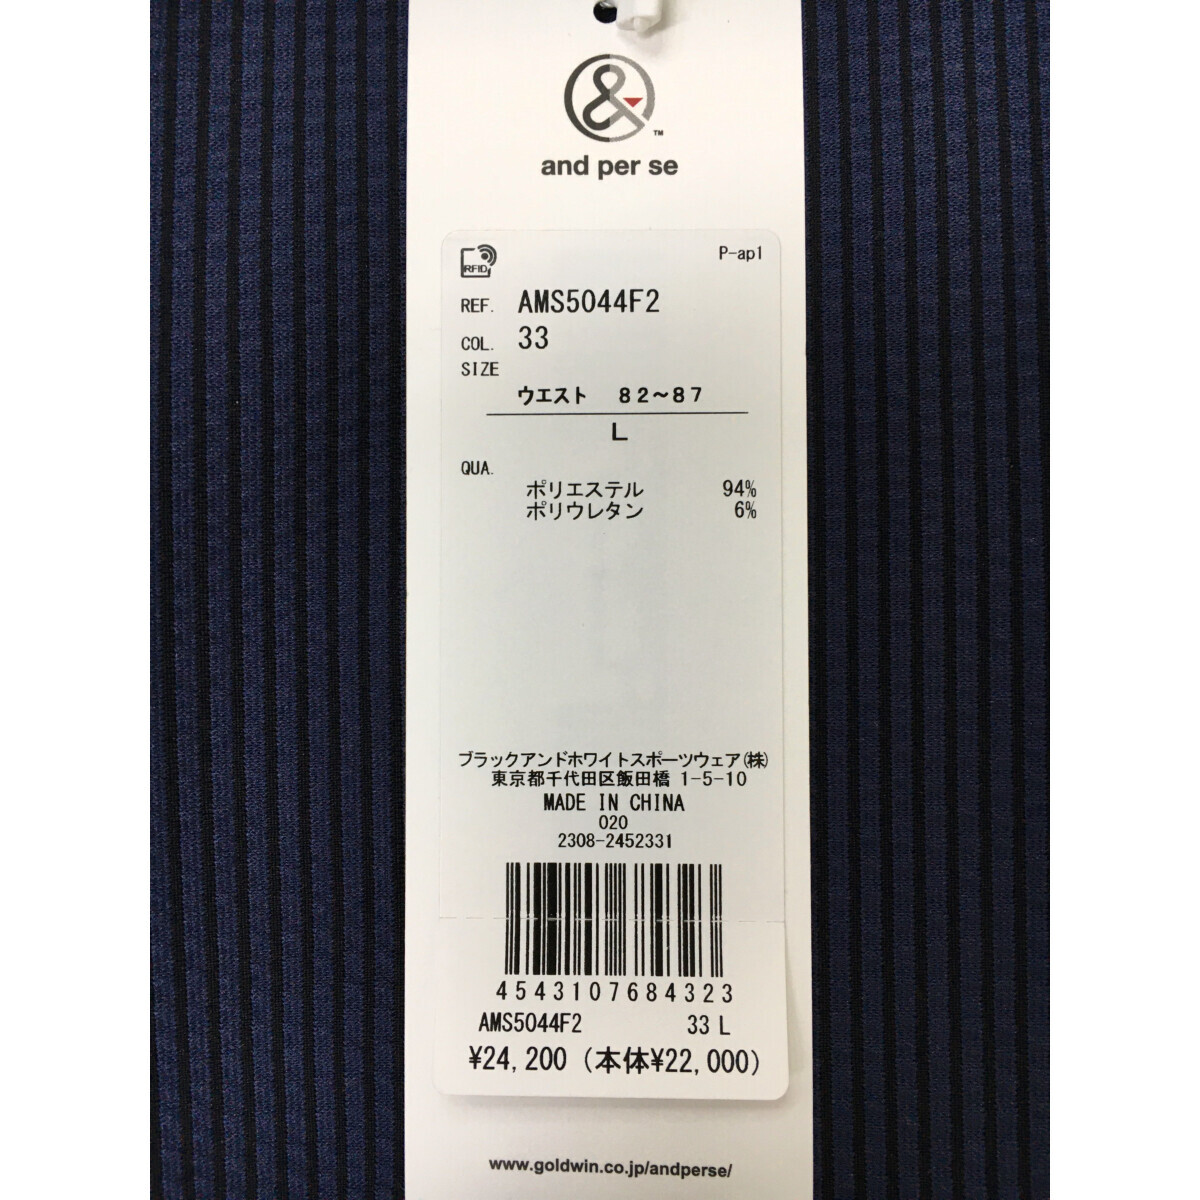 &
TM
and per se
RFID
P-ap1
REF. AMS5044F2
COL. 33
SIZE
ウエスト 82〜87
L
QUA.
ポリエステル 94%
ポリウレタン 6%
ブラックアンドホワイトスポーツウェア(株)
東京都千代田区飯田橋 1-5-10
MADE IN CHINA
020
2308-2452331
4543107684323
AMS5044F2 33 L
¥24,200 (本体¥22,000)
www.goldwin.co.jp/andperse/